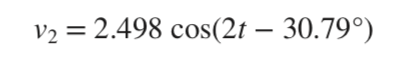 v₂ = 2.498 cos(2t − 30.79°)